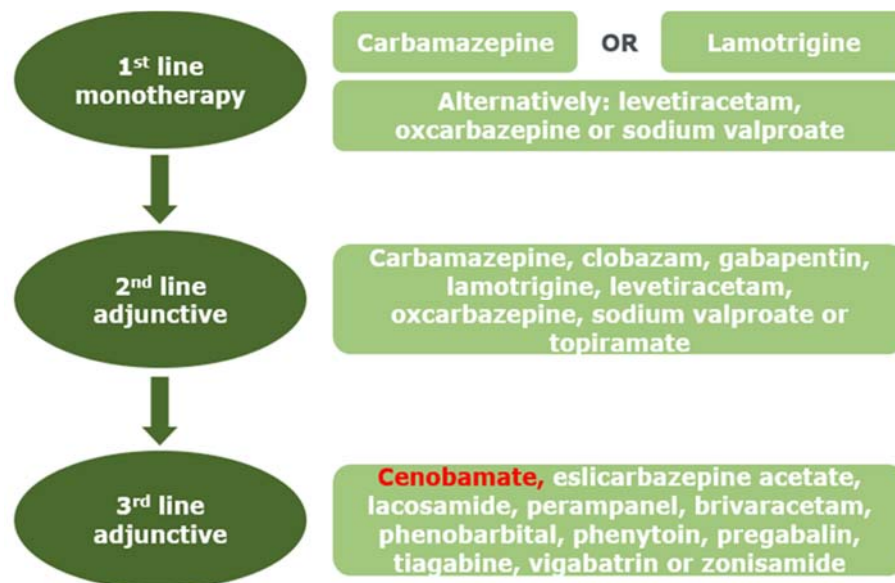 1st line
monotherapy
Carbamazepine OR Lamotrigine
Alternatively: levetiracetam,
oxcarbazepine or sodium valproate
2nd line
adjunctive
Carbamazepine, clobazam, gabapentin,
lamotrigine, levetiracetam,
oxcarbazepine, sodium valproate or
topiramate
3rd line
adjunctive
Cenobamate, eslicarbazepine acetate,
lacosamide, perampanel, brivaracetam,
phenobarbital, phenytoin, pregabalin,
tiagabine, vigabatrin or zonisamide